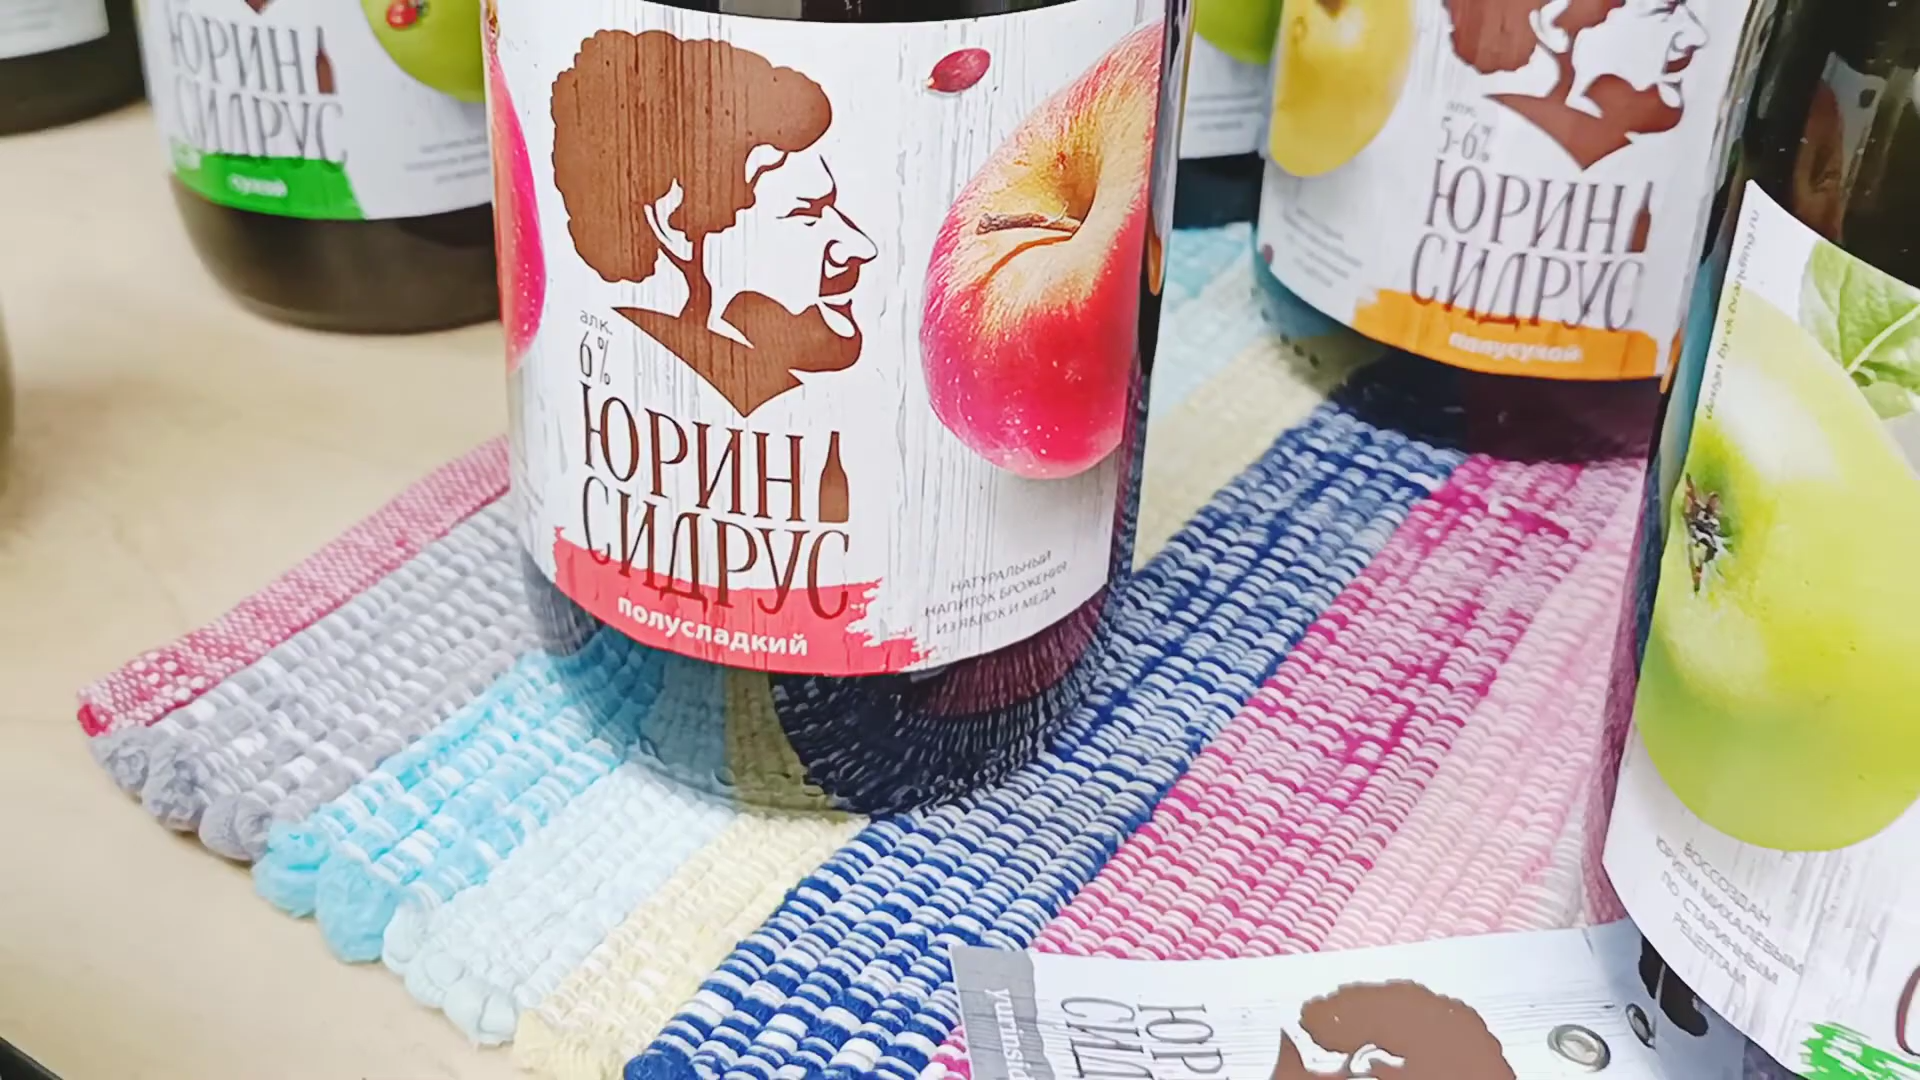 ЮРИН
СИДРУС
сухой
алк.
6%
ЮРИН
СИДРУС
полусладкий
НАТУРАЛЬНЫЙ
НАПИТОК БРОЖЕНИЯ
ИЗ ЯБЛОК И МЕДА
алк.
5-6%
ЮРИН
СИДРУС
полусухой
ВОССОЗДАН
ЮРИЕМ МИХАЛЁВЫМ
ПО СТАРИННЫМ
РЕЦЕПТАМ